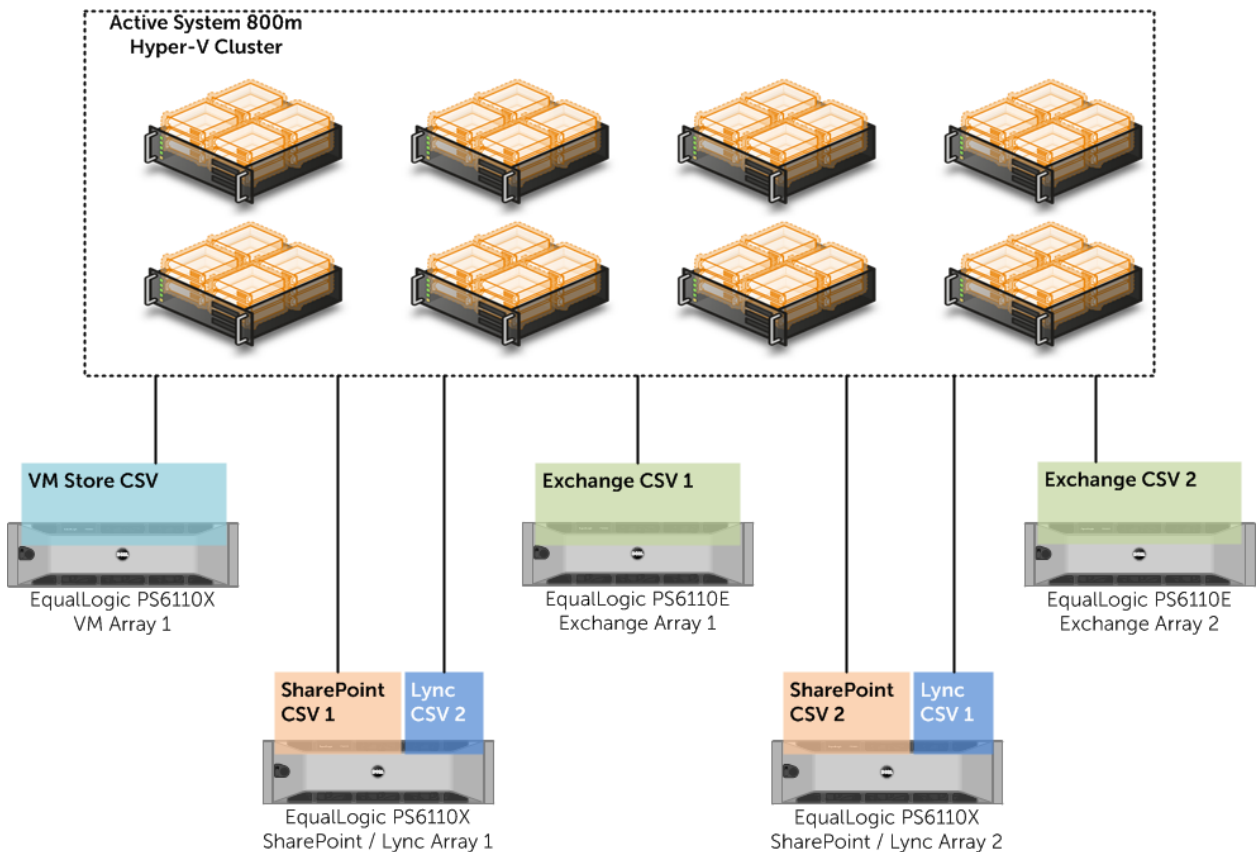 Active System 800m
Hyper-V Cluster
VM Store CSV
EqualLogic PS6110X
VM Array 1
Exchange CSV 1
EqualLogic PS6110E
Exchange Array 1
Exchange CSV 2
EqualLogic PS6110E
Exchange Array 2
SharePoint
CSV 1
Lync
CSV 2
EqualLogic PS6110X
SharePoint / Lync Array 1
SharePoint
CSV 2
Lync
CSV 1
EqualLogic PS6110X
SharePoint / Lync Array 2